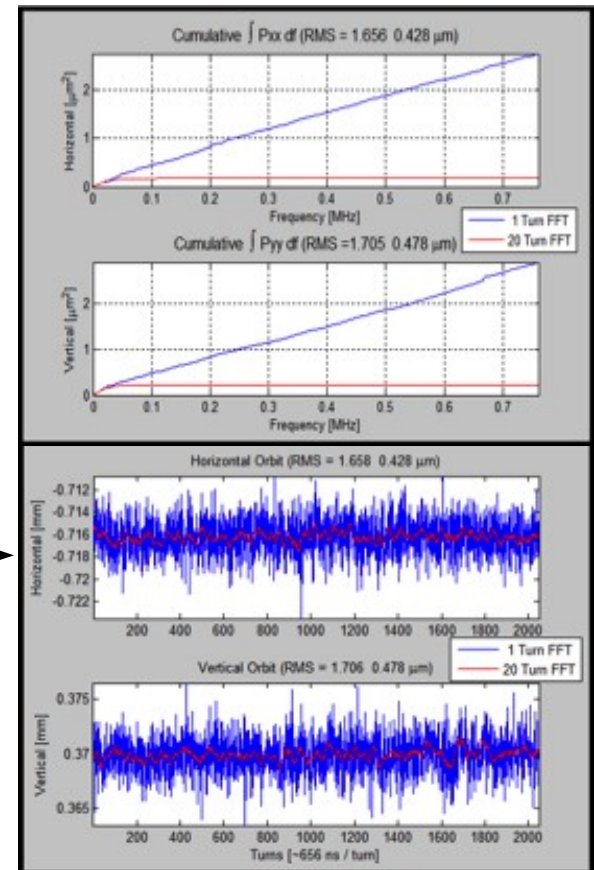 Cumulative ∫ Pxx df (RMS = 1.656 0.428 μm)
Horizontal [μm²]
2
1
0
0 0.1 0.2 0.3 0.4 0.5 0.6 0.7
Frequency [MHz]
1 Turn FFT
20 Turn FFT
Cumulative ∫ Pyy df (RMS =1.705 0.478 μm)
Vertical [μm²]
2
1
0
0 0.1 0.2 0.3 0.4 0.5 0.6 0.7
Frequency [MHz]
Horizontal Orbit (RMS = 1.658 0.428 μm)
Horizontal [mm]
-0.712
-0.714
-0.716
-0.718
-0.72
-0.722
200 400 600 800 1000 1200 1400 1600 1800 2000
1 Turn FFT
20 Turn FFT
Vertical Orbit (RMS = 1.706 0.478 μm)
Vertical [mm]
0.375
0.37
0.365
200 400 600 800 1000 1200 1400 1600 1800 2000
Turns [~656 ns / turn]